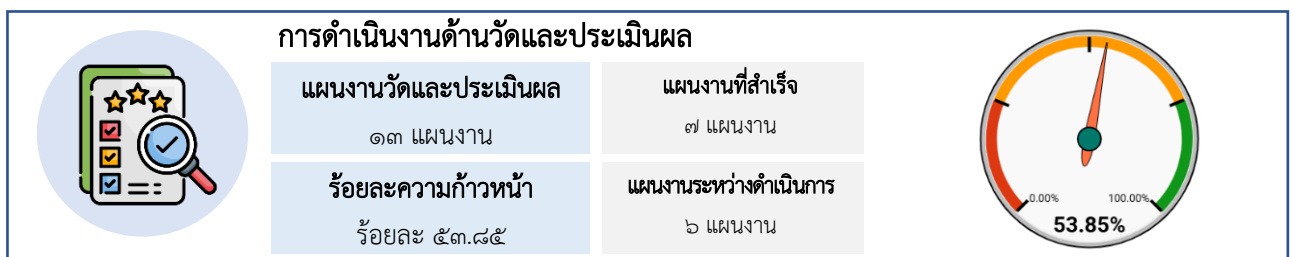 การดำเนินงานด้านวัดและประเมินผล
แผนงานวัดและประเมินผล
๑๓ แผนงาน
แผนงานที่สำเร็จ
๗ แผนงาน
ร้อยละความก้าวหน้า
ร้อยละ ๕๓.๘๕
แผนงานระหว่างดำเนินการ
๖ แผนงาน
0.00%
100.00%
53.85%